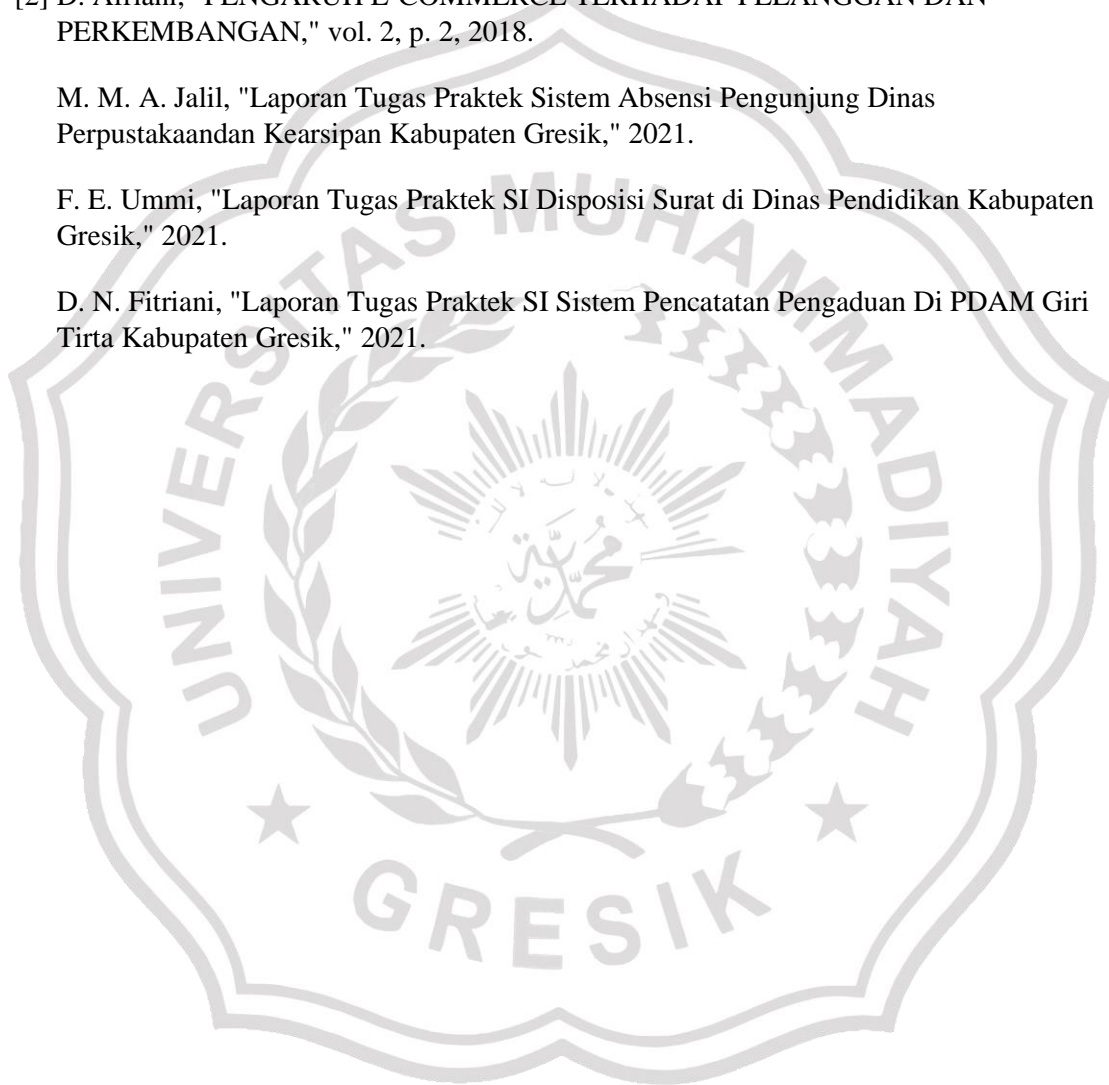 PERKEMBANGAN," vol. 2, p. 2, 2018.
M. M. A. Jalil, "Laporan Tugas Praktek Sistem Absensi Pengunjung Dinas
Perpustakaandan Kearsipan Kabupaten Gresik," 2021.
F. E. Ummi, "Laporan Tugas Praktek SI Disposisi Surat di Dinas Pendidikan Kabupaten
Gresik," 2021.
D. N. Fitriani, "Laporan Tugas Praktek SI Sistem Pencatatan Pengaduan Di PDAM Giri
Tirta Kabupaten Gresik," 2021.
UNIVERSITAS MUHAMMADIYAH
محمد
GRESIK